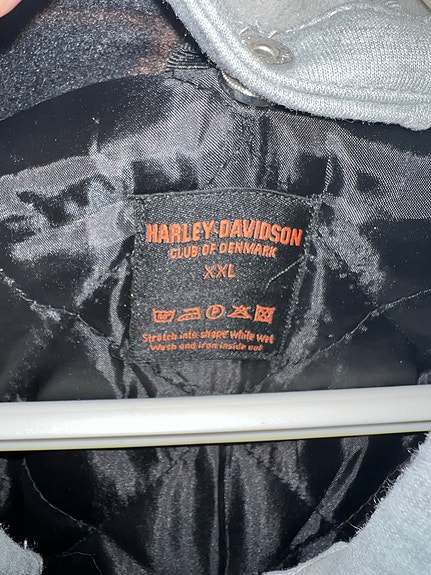 HARLEY-DAVIDSON
CLUB OF DENMARK
XXL
Stretch into shape while wet
Wash and iron inside out